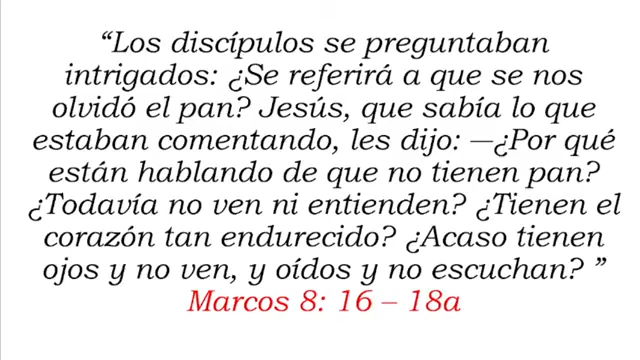 “Los discípulos se preguntaban
intrigados: ¿Se referirá a que se nos
olvidó el pan? Jesús, que sabía lo que
estaban comentando, les dijo: —¿Por qué
están hablando de que no tienen pan?
¿Todavía no ven ni entienden? ¿Tienen el
corazón tan endurecido? ¿Acaso tienen
ojos y no ven, y oídos y no escuchan? ”
Marcos 8: 16 – 18a